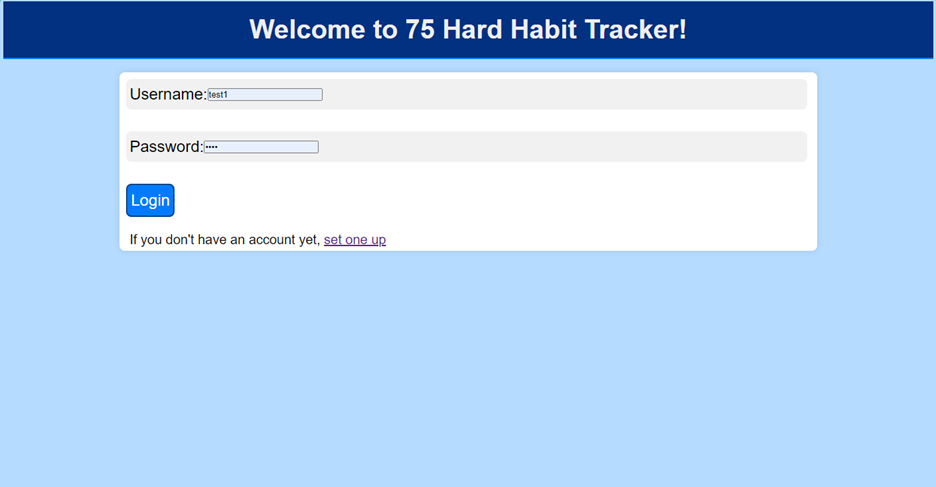 Welcome to 75 Hard Habit Tracker!
Username:test1
Password:••••
Login
If you don't have an account yet, set one up